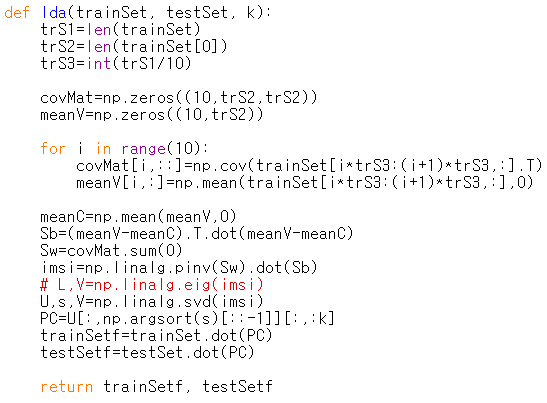 def lda(trainSet, testSet, k):
    trS1=len(trainSet)
    trS2=len(trainSet[0])
    trS3=int(trS1/10)

    covMat=np.zeros((10,trS2,trS2))
    meanV=np.zeros((10,trS2))

    for i in range(10):
        covMat[i,::]=np.cov(trainSet[i*trS3:(i+1)*trS3,:].T)
        meanV[i,:]=np.mean(trainSet[i*trS3:(i+1)*trS3,:],0)

    meanC=np.mean(meanV,0)
    Sb=(meanV-meanC).T.dot(meanV-meanC)
    Sw=covMat.sum(0)
    imsi=np.linalg.pinv(Sw).dot(Sb)
    # L,V=np.linalg.eig(imsi)
    U,s,V=np.linalg.svd(imsi)
    PC=U[:,np.argsort(s)[::-1]][:,:k]
    trainSetf=trainSet.dot(PC)
    testSetf=testSet.dot(PC)

    return trainSetf, testSetf